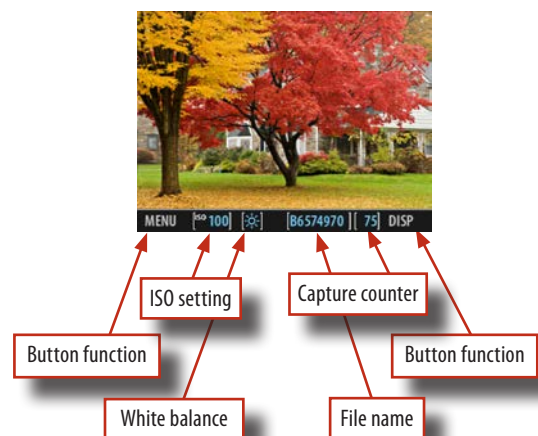 MENU [ISO 100] [☼] [B6574970 ][ 75] DISP
ISO setting
Capture counter
Button function
Button function
White balance
File name